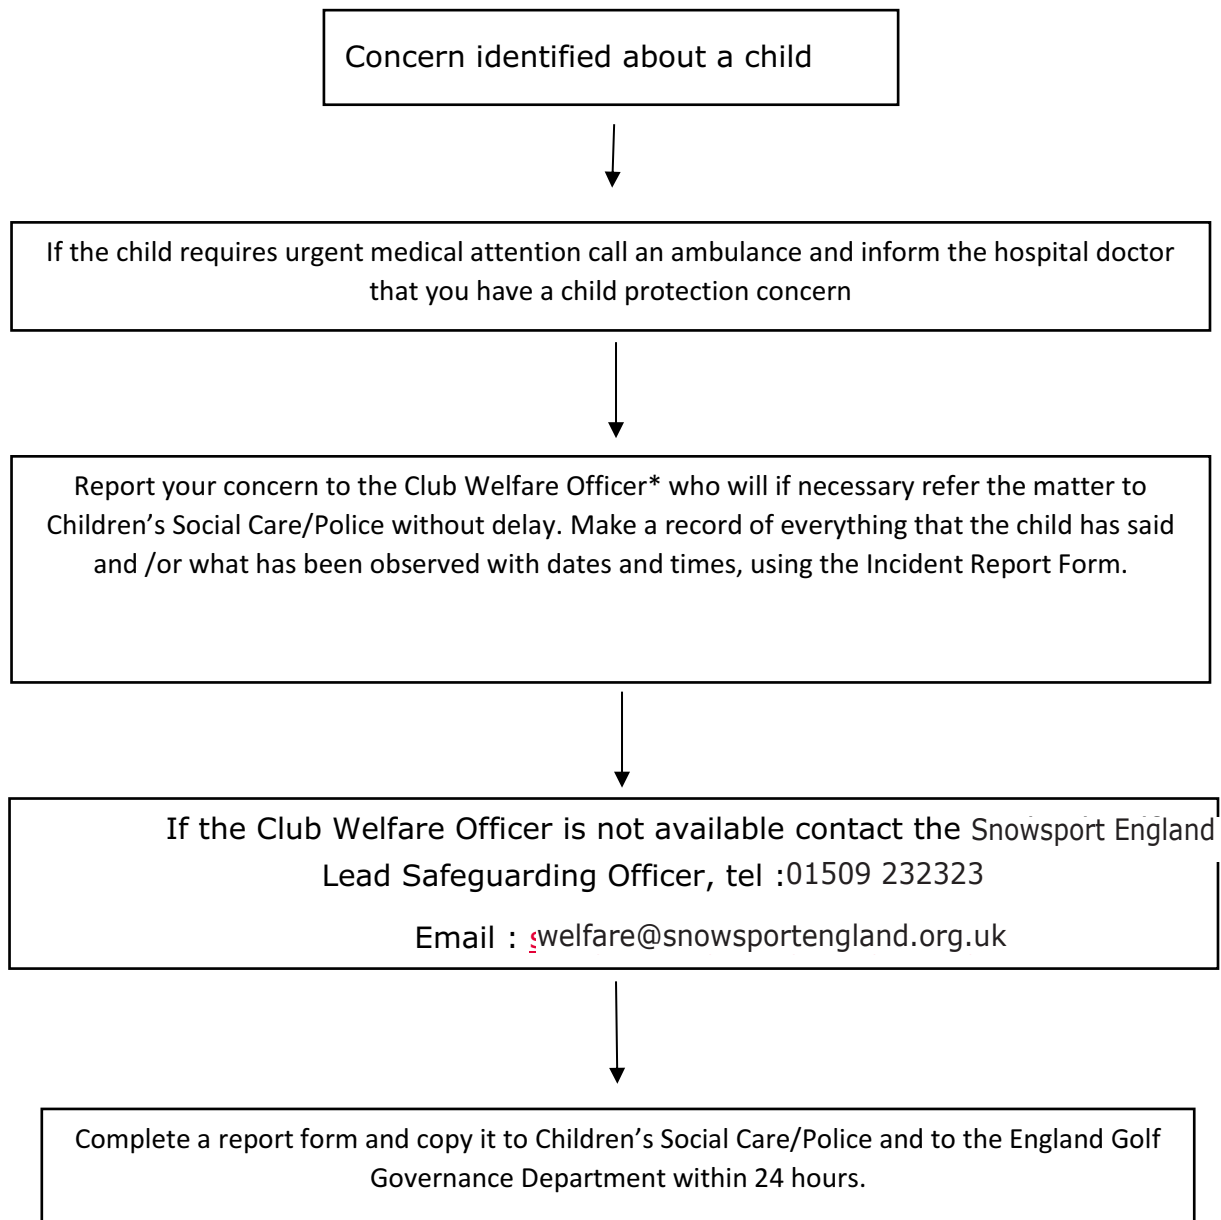 Concern identified about a child
If the child requires urgent medical attention call an ambulance and inform the hospital doctor
that you have a child protection concern
Report your concern to the Club Welfare Officer* who will if necessary refer the matter to
Children’s Social Care/Police without delay. Make a record of everything that the child has said
and /or what has been observed with dates and times, using the Incident Report Form.
If the Club Welfare Officer is not available contact the Snowsport England
Lead Safeguarding Officer, tel :01509 232323
Email : welfare@snowsportengland.org.uk
Complete a report form and copy it to Children’s Social Care/Police and to the England Golf
Governance Department within 24 hours.